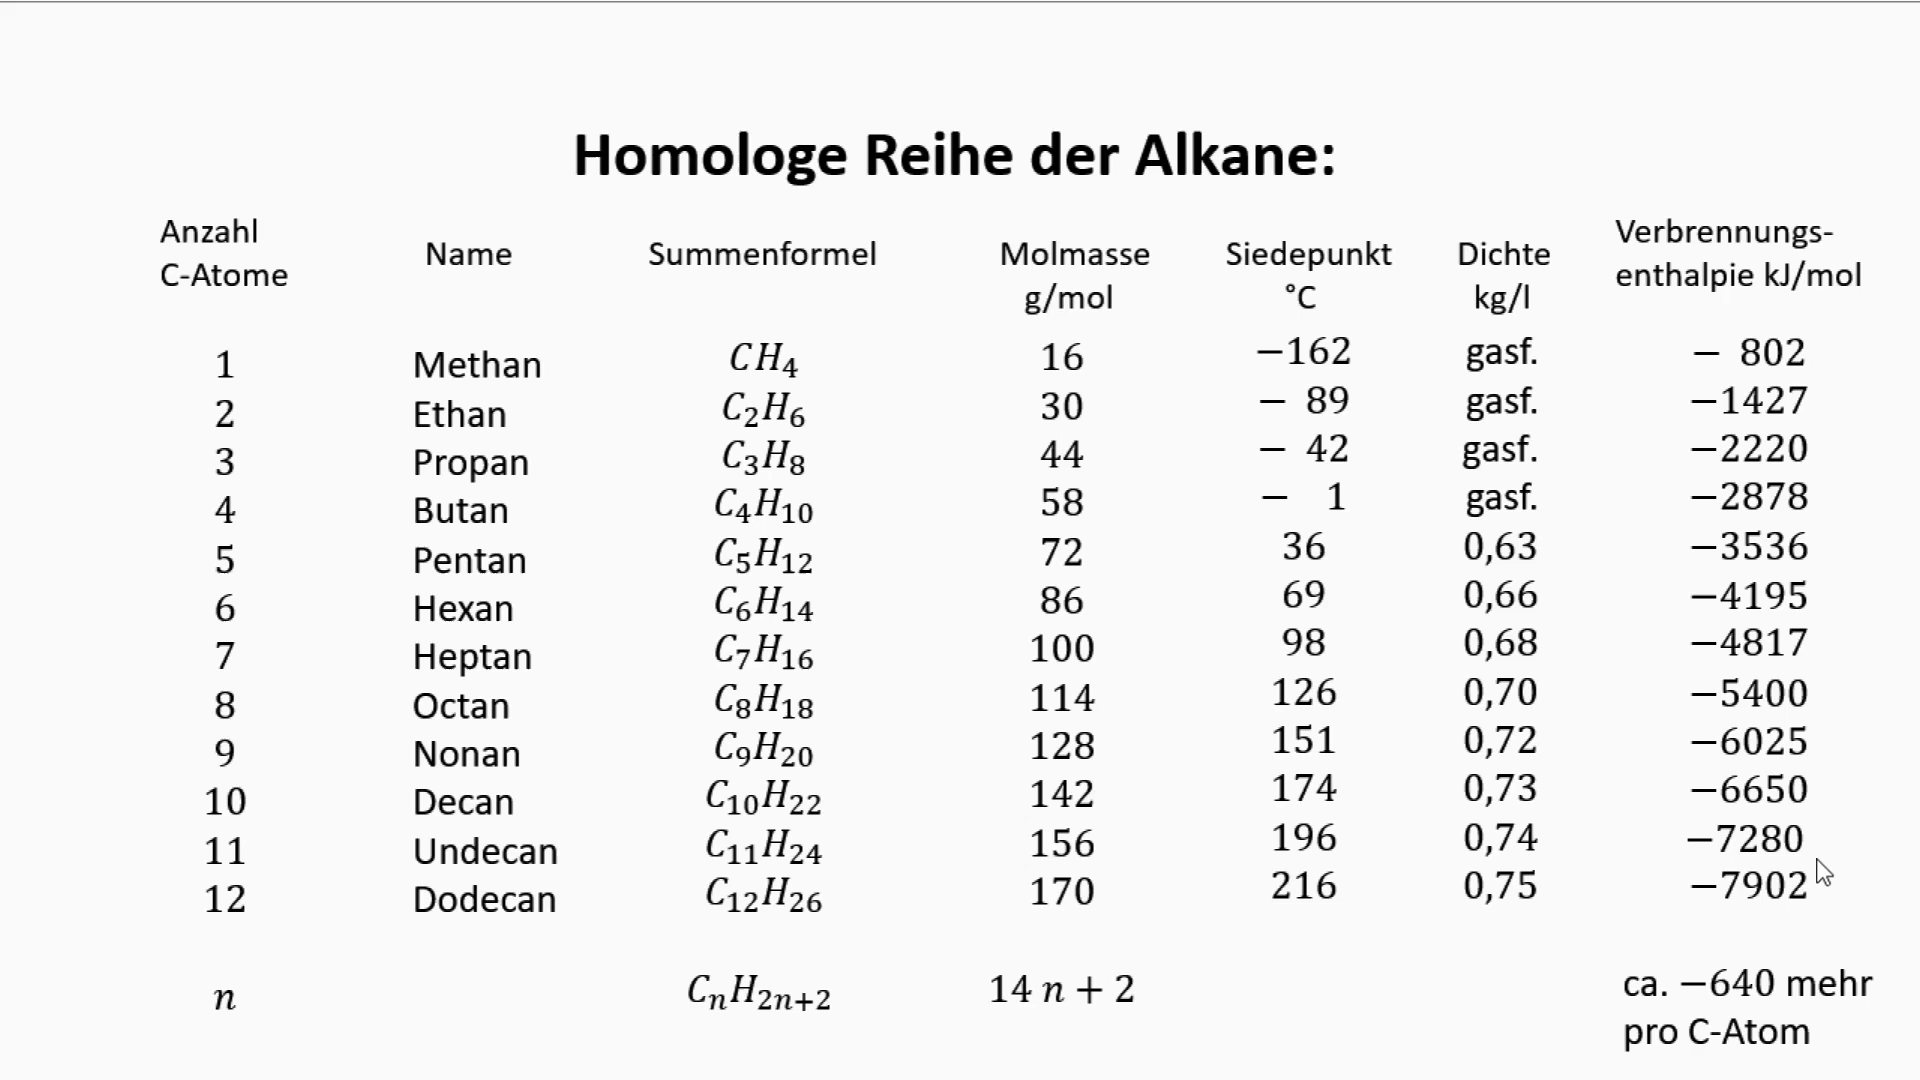 Homologe Reihe der Alkane:
Anzahl C-Atome Name Summenformel Molmasse g/mol Siedepunkt °C Dichte kg/l Verbrennungs-enthalpie kJ/mol
1 Methan CH₄ 16 −162 gasf. − 802
2 Ethan C₂H₆ 30 − 89 gasf. −1427
3 Propan C₃H₈ 44 − 42 gasf. −2220
4 Butan C₄H₁₀ 58 − 1 gasf. −2878
5 Pentan C₅H₁₂ 72 36 0,63 −3536
6 Hexan C₆H₁₄ 86 69 0,66 −4195
7 Heptan C₇H₁₆ 100 98 0,68 −4817
8 Octan C₈H₁₈ 114 126 0,70 −5400
9 Nonan C₉H₂₀ 128 151 0,72 −6025
10 Decan C₁₀H₂₂ 142 174 0,73 −6650
11 Undecan C₁₁H₂₄ 156 196 0,74 −7280
12 Dodecan C₁₂H₂₆ 170 216 0,75 −7902
n CₙH₂ₙ₊₂ 14 n + 2 ca. −640 mehr
pro C-Atom